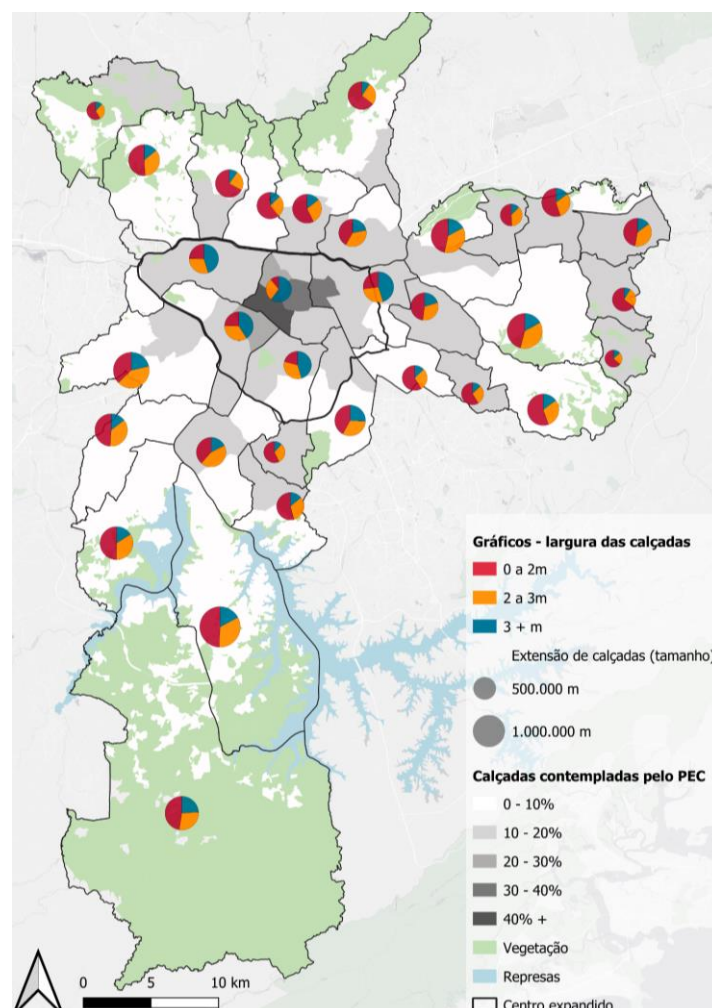 Gráficos - largura das calçadas
0 a 2m
2 a 3m
3 + m
Extensão de calçadas (tamanho)
500.000 m
1.000.000 m
Calçadas contempladas pelo PEC
0 - 10%
10 - 20%
20 - 30%
30 - 40%
40% +
Vegetação
Represas
Centro expandido
0 5 10 km